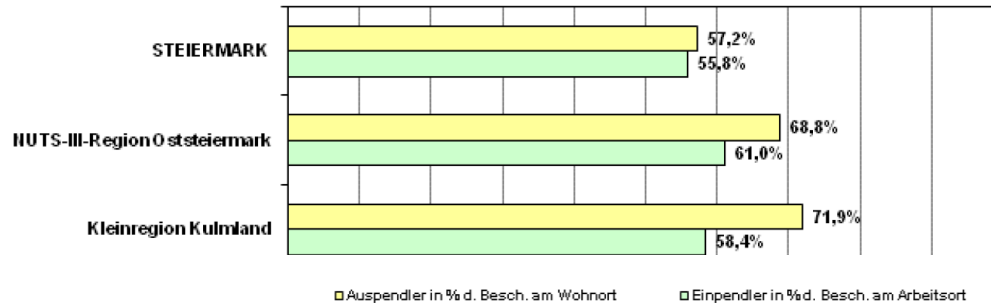 STEIERMARK
57,2%
55,8%
NUTS-III-Region Oststeiermark
68,8%
61,0%
Kleinregion Kulmland
71,9%
58,4%
Auspendler in % d. Besch. am Wohnort
Einpendler in % d. Besch. am Arbeitsort